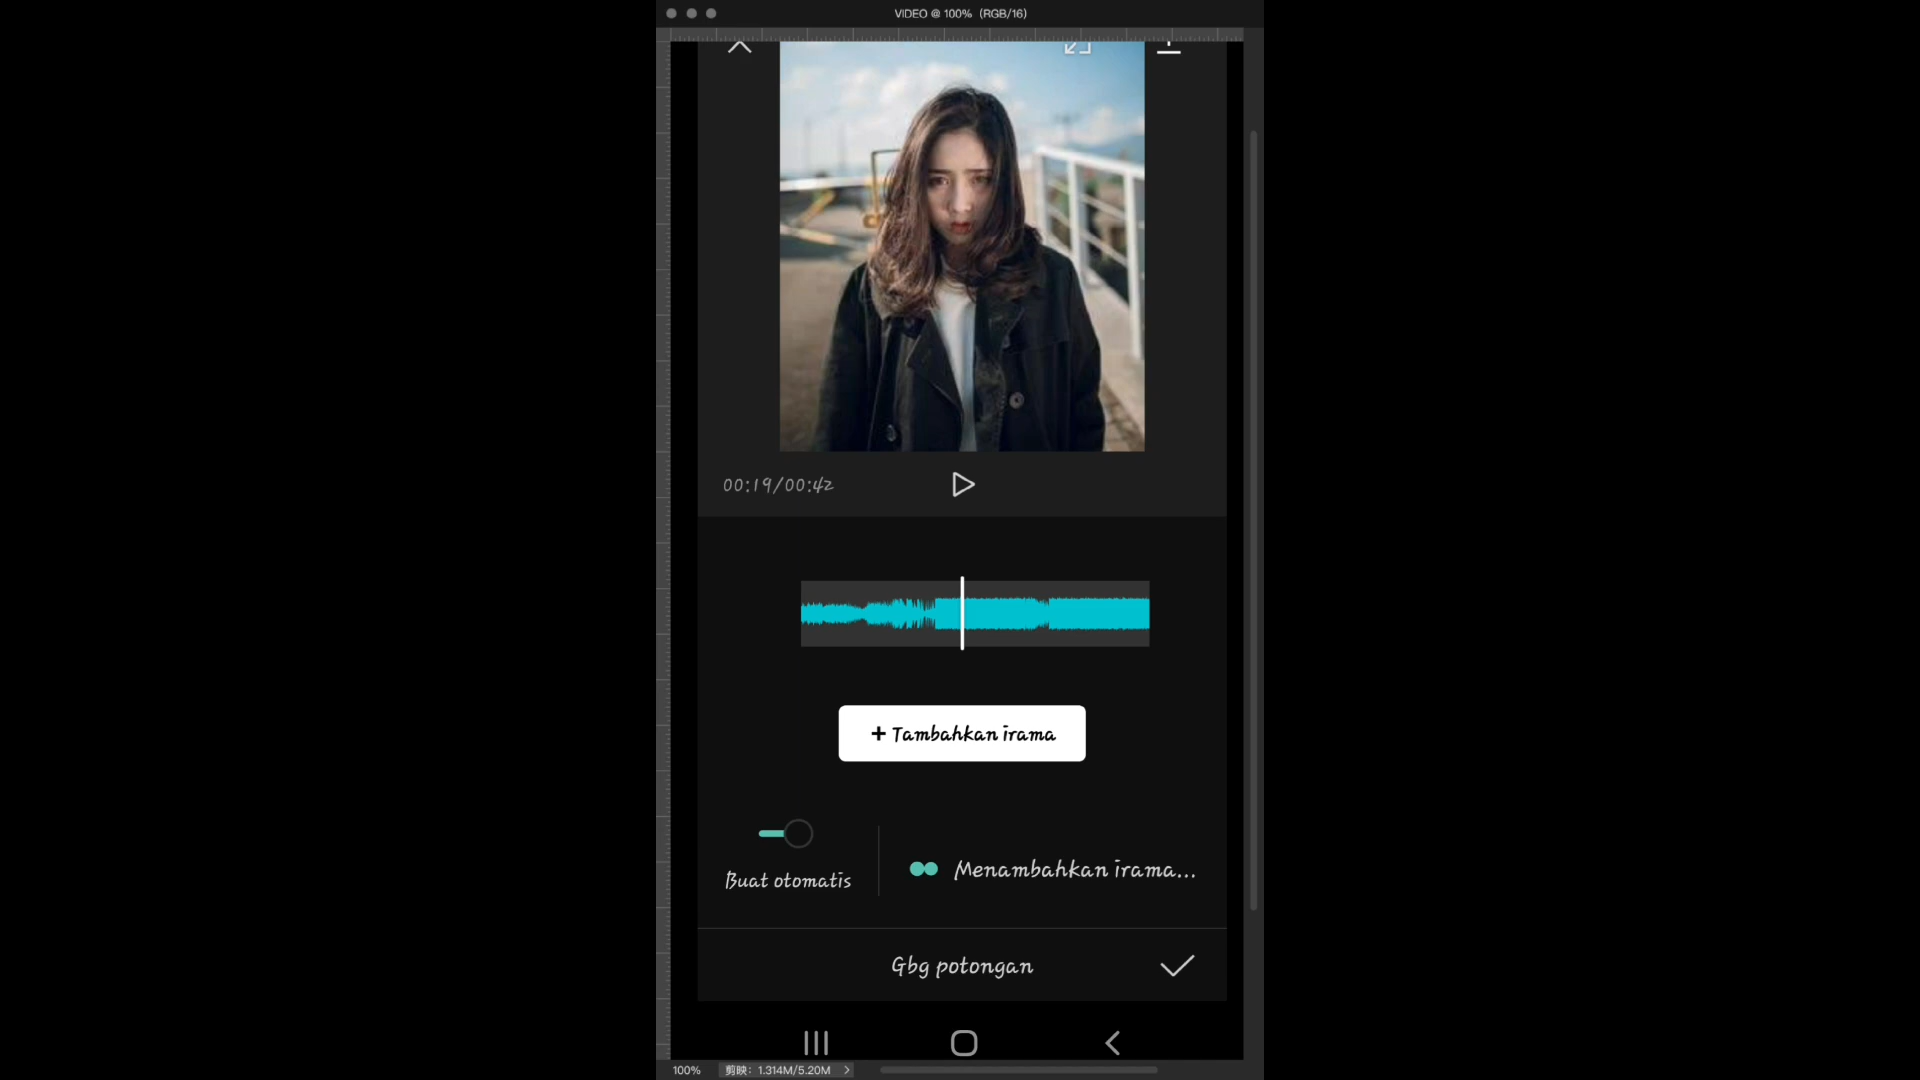 VIDEO @ 100% (RGB/16)
00:19/00:42
+ Tambahkan irama
Buat otomatis
Menambahkan irama...
Gbg potongan
100%
剪映: 1.314M/5.20M